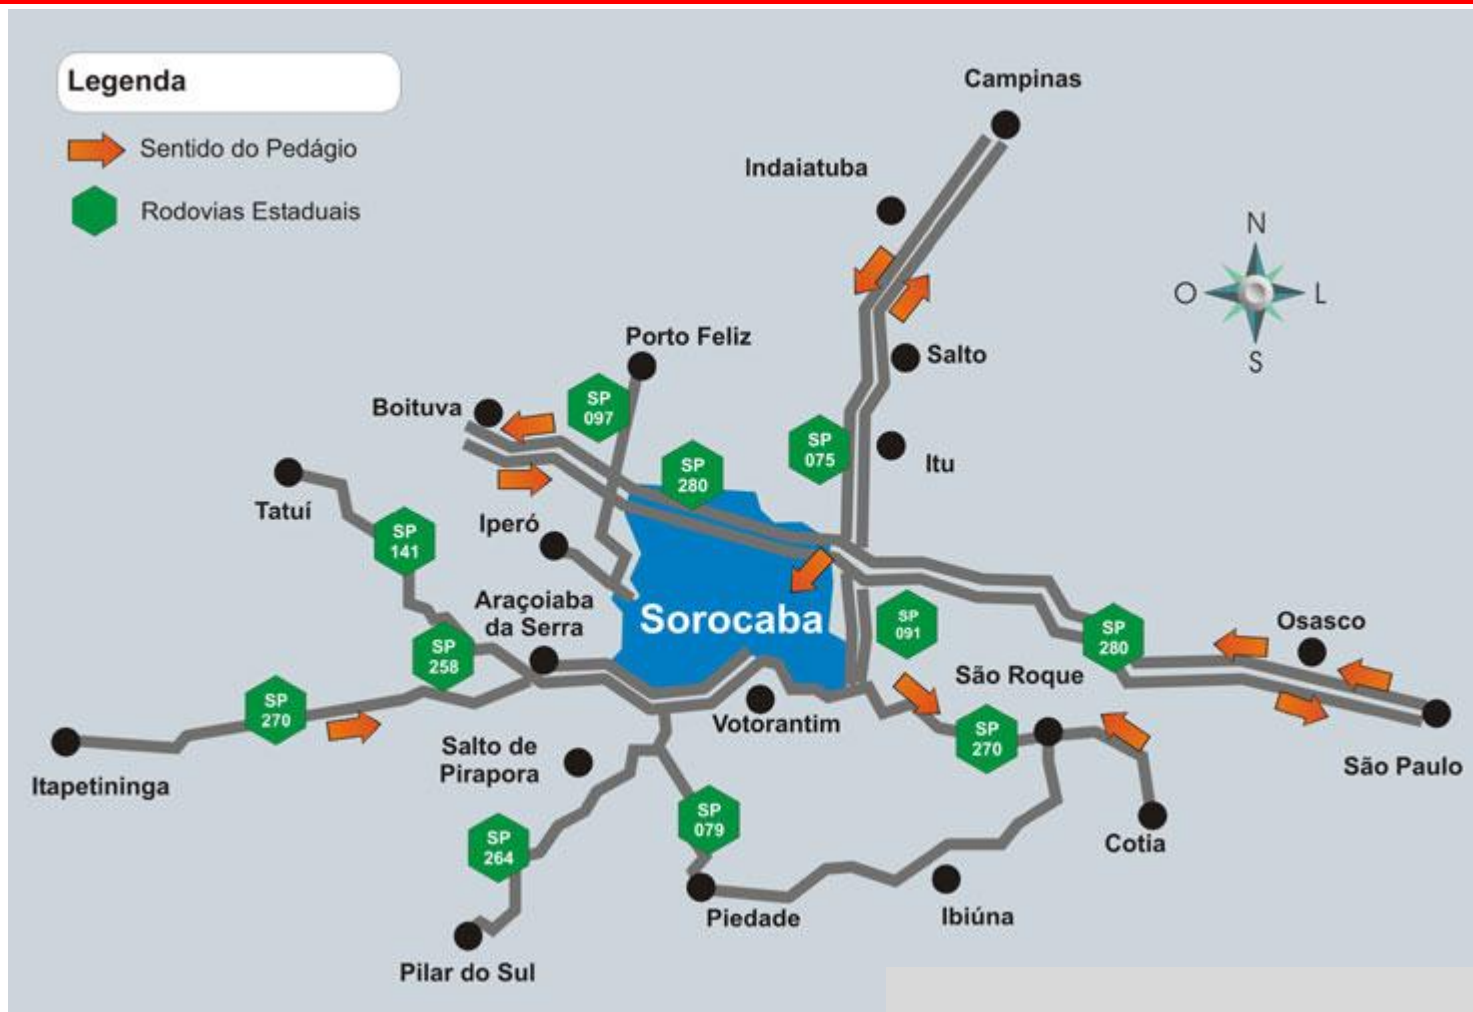 Legenda
Sentido do Pedágio
Rodovias Estaduais
Campinas
Indaiatuba
N
O
L
S
Porto Feliz
Salto
Boituva
SP
097
SP
075
Itu
SP
280
Tatuí
Iperó
SP
141
Araçoiaba
da Serra
Sorocaba
SP
091
SP
280
Osasco
SP
258
São Roque
SP
270
Votorantim
SP
270
Salto de
Pirapora
São Paulo
Itapetininga
SP
079
SP
264
Cotia
Piedade
Ibiúna
Pilar do Sul